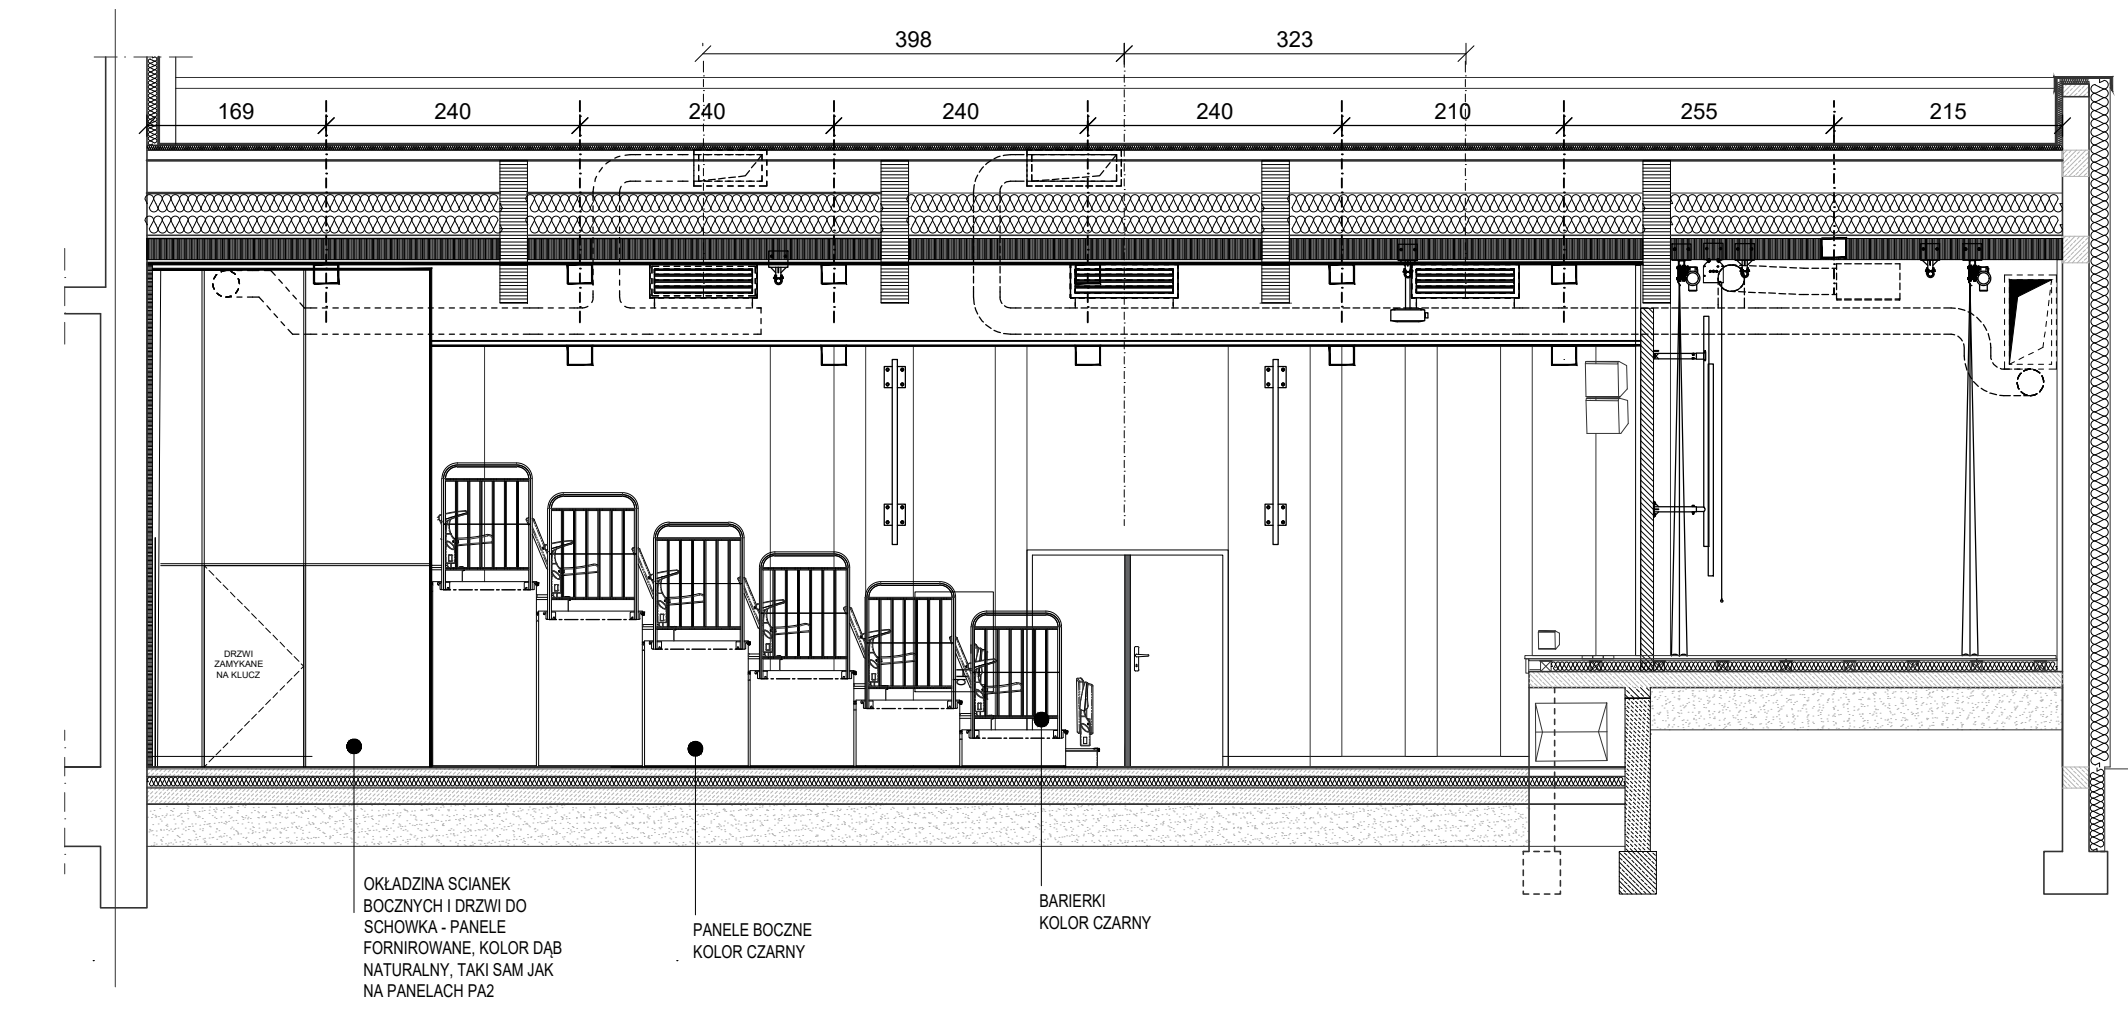 398 323
169 240 240 240 240 210 255 215
DRZWI
ZAMYKANE
NA KLUCZ
OKŁADZINA SCIANEK
BOCZNYCH I DRZWI DO
SCHOWKA - PANELE
FORNIROWANE, KOLOR DĄB
NATURALNY, TAKI SAM JAK
NA PANELACH PA2
PANELE BOCZNE
KOLOR CZARNY
BARIERKI
KOLOR CZARNY